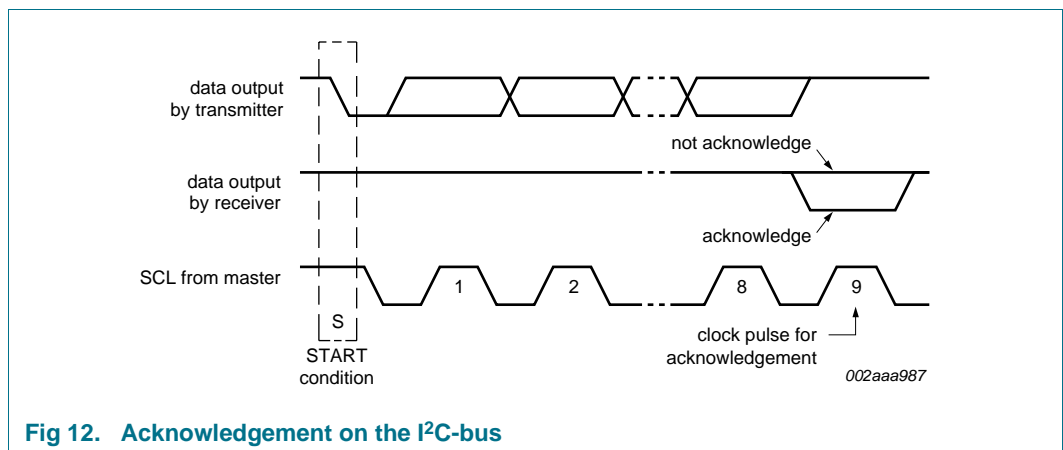 data output
by transmitter
not acknowledge
data output
by receiver
acknowledge
SCL from master
1
2
8
9
S
START
condition
clock pulse for
acknowledgement
002aaa987
Fig 12. Acknowledgement on the I²C-bus